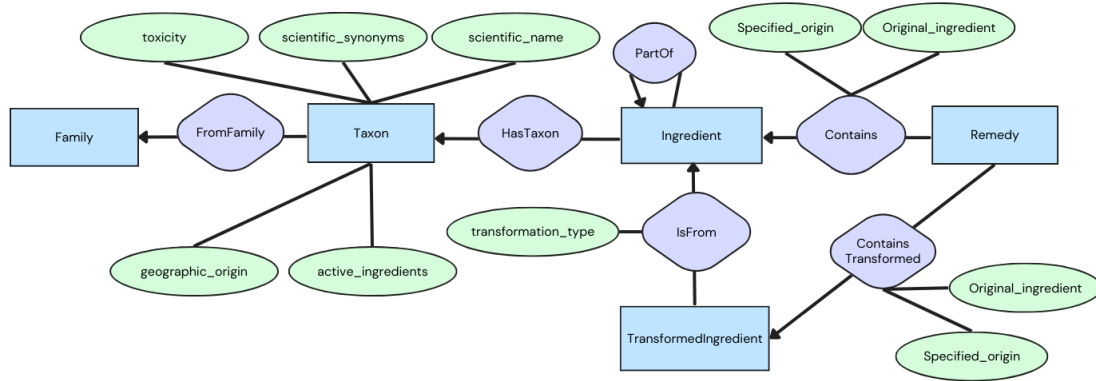 toxicity
scientific_synonyms
scientific_name
Specified_origin
Original_ingredient
PartOf
Family
FromFamily
Taxon
HasTaxon
Ingredient
Contains
Remedy
transformation_type
IsFrom
Contains
Transformed
geographic_origin
active_ingredients
Original_ingredient
TransformedIngredient
Specified_origin